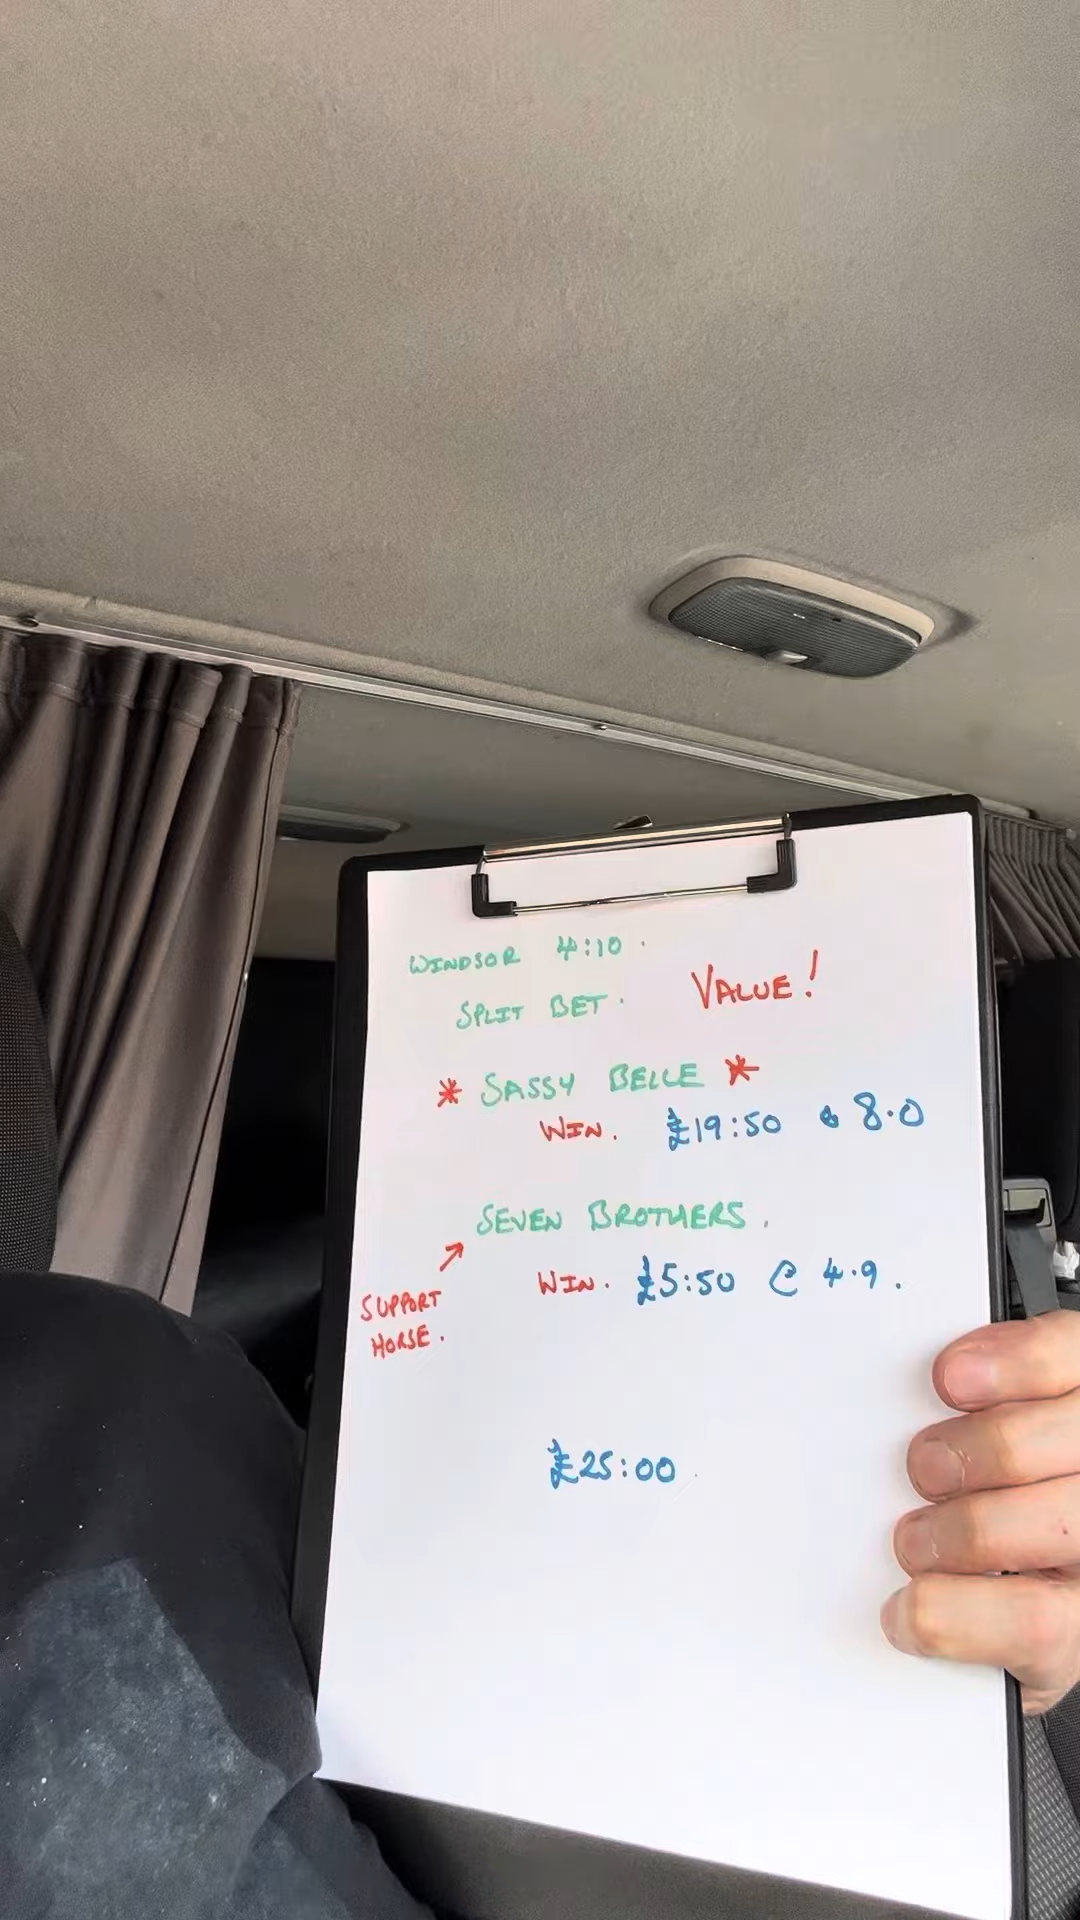 WINDSOR 4:10.
SPLIT BET. VALUE!
* SASSY BELLE *
WIN. £19:50 @ 8.0
SEVEN BROTHERS.
WIN. £5:50 @ 4.9.
SUPPORT
HORSE.
£25:00.